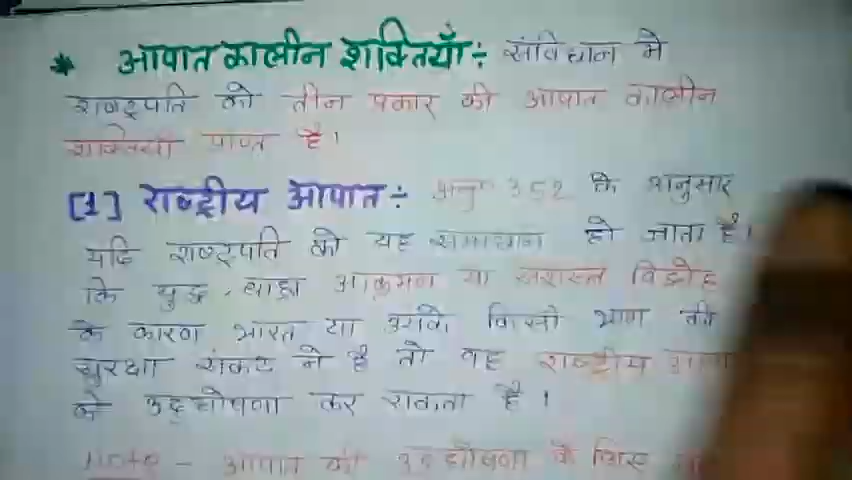 * आपातकालीन शक्तियाँ ÷ संविधान में
राष्ट्रपति को तीन प्रकार की आपात कालीन
शक्तियाँ प्राप्त है।
[1] राष्ट्रीय आपात ÷ अनु॰ 352 के अनुसार
यदि राष्ट्रपति को यह समाधान हो जाता है।
कि युद्ध, बाह्य आक्रमण या सशस्त्र विद्रोह
के कारण भारत या उसके किसी भाग की
सुरक्षा संकट मे है तो वह राष्ट्रीय
की उद्घोषणा कर सकता है।
Note - आपात की उद्घोषणा के लिए